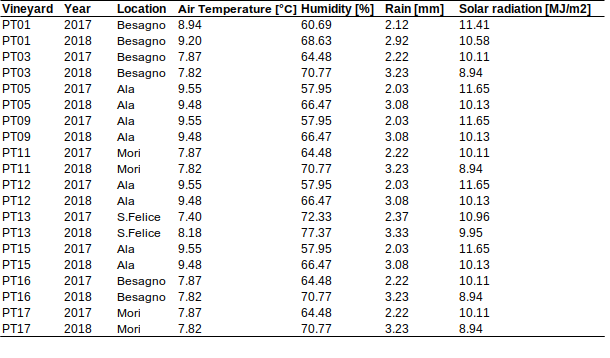 Vineyard Year Location Air Temperature [°C] Humidity [%] Rain [mm] Solar radiation [MJ/m2]
PT01 2017 Besagno 8.94 60.69 2.12 11.41
PT01 2018 Besagno 9.20 68.63 2.92 10.58
PT03 2017 Besagno 7.87 64.48 2.22 10.11
PT03 2018 Besagno 7.82 70.77 3.23 8.94
PT05 2017 Ala 9.55 57.95 2.03 11.65
PT05 2018 Ala 9.48 66.47 3.08 10.13
PT09 2017 Ala 9.55 57.95 2.03 11.65
PT09 2018 Ala 9.48 66.47 3.08 10.13
PT11 2017 Mori 7.87 64.48 2.22 10.11
PT11 2018 Mori 7.82 70.77 3.23 8.94
PT12 2017 Ala 9.55 57.95 2.03 11.65
PT12 2018 Ala 9.48 66.47 3.08 10.13
PT13 2017 S.Felice 7.40 72.33 2.37 10.96
PT13 2018 S.Felice 8.18 77.37 3.33 9.95
PT15 2017 Ala 9.55 57.95 2.03 11.65
PT15 2018 Ala 9.48 66.47 3.08 10.13
PT16 2017 Besagno 7.87 64.48 2.22 10.11
PT16 2018 Besagno 7.82 70.77 3.23 8.94
PT17 2017 Mori 7.87 64.48 2.22 10.11
PT17 2018 Mori 7.82 70.77 3.23 8.94